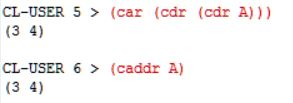 CL-USER 5 > (car (cdr (cdr A)))
(3 4)
CL-USER 6 > (caddr A)
(3 4)